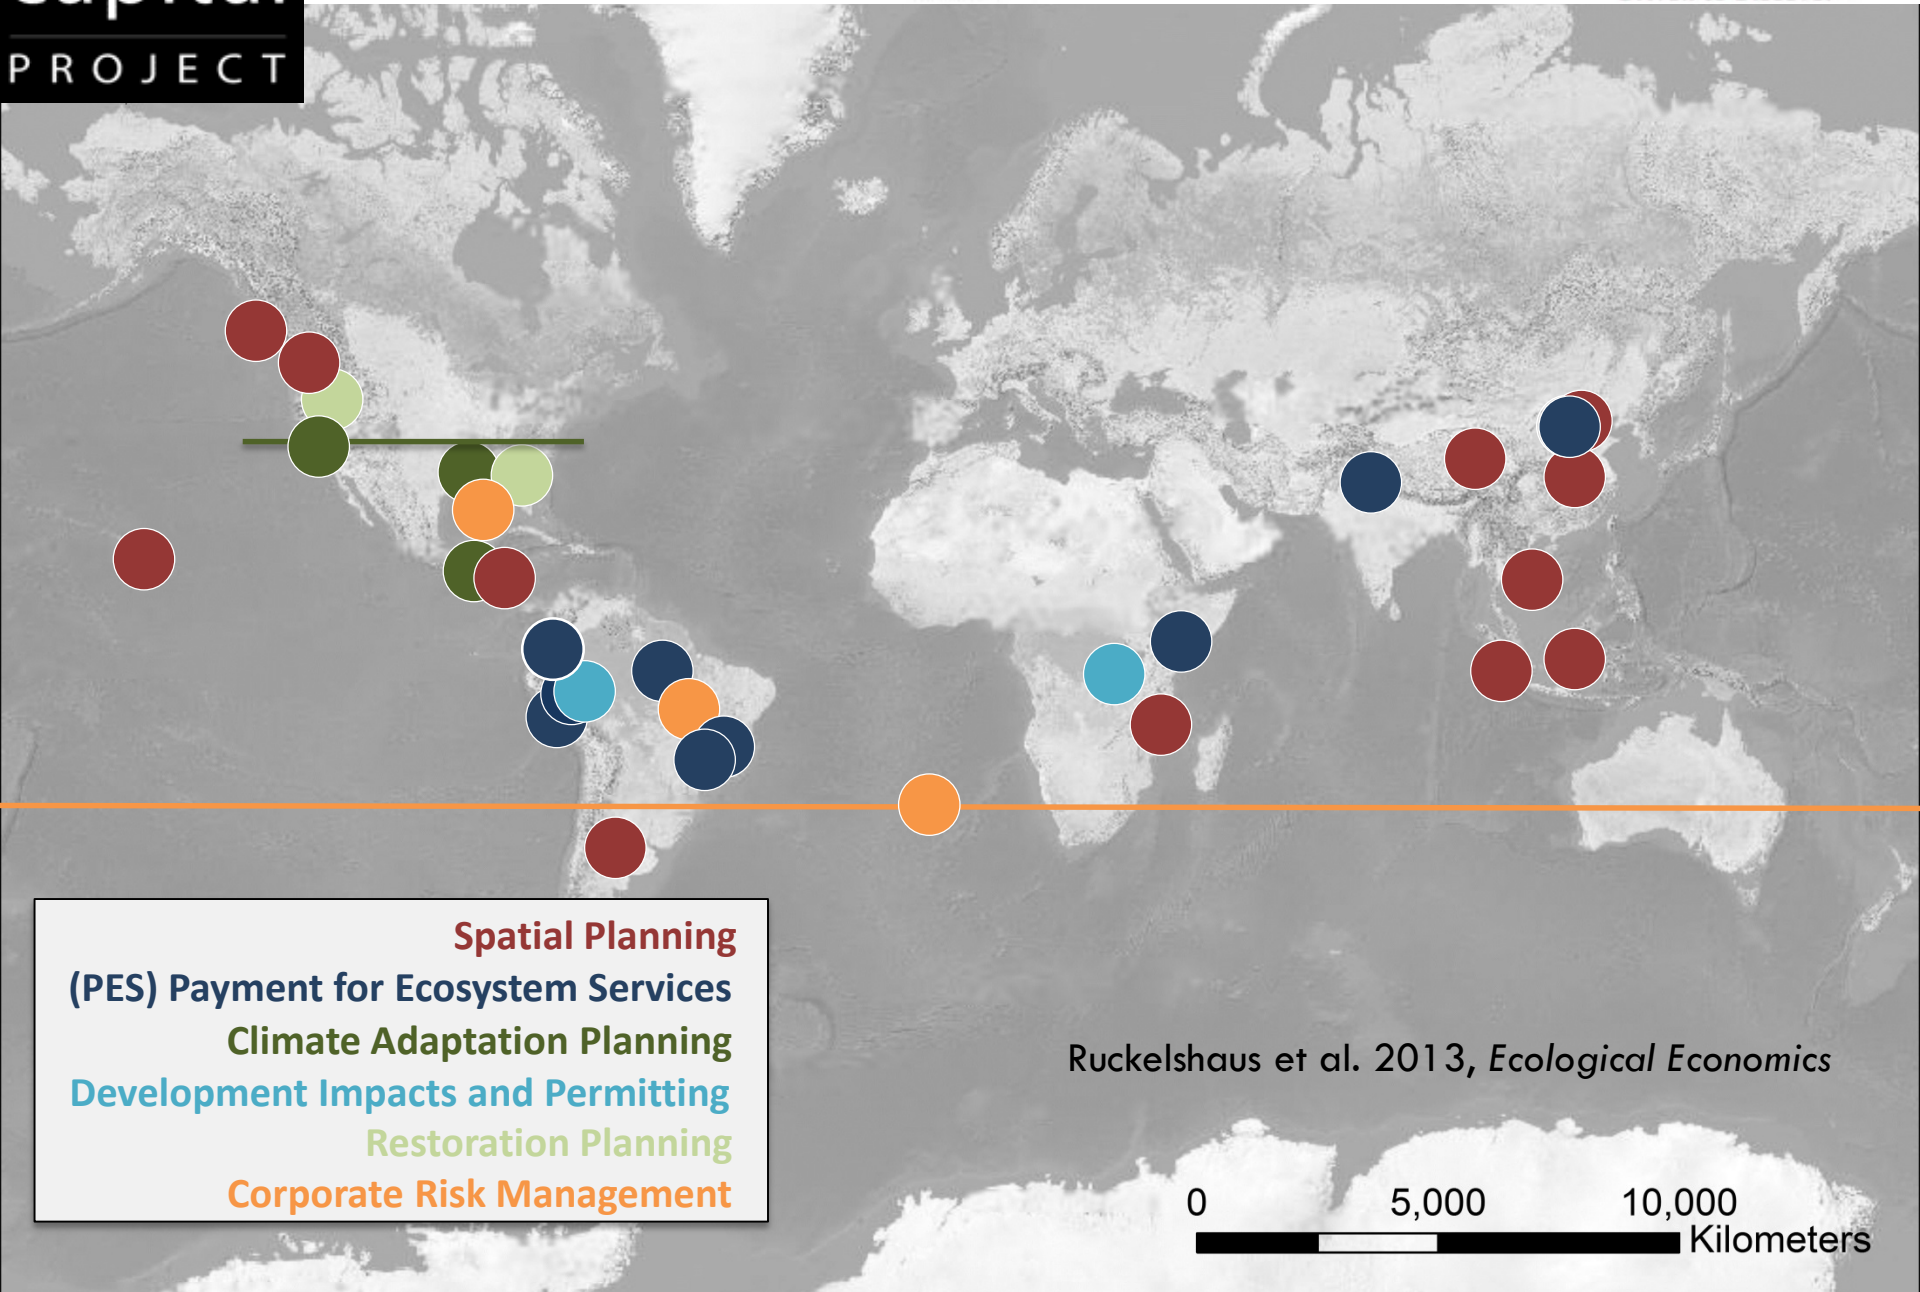 PROJECT
Spatial Planning
(PES) Payment for Ecosystem Services
Climate Adaptation Planning
Development Impacts and Permitting
Restoration Planning
Corporate Risk Management
Ruckelshaus et al. 2013, Ecological Economics
0 5,000 10,000
Kilometers